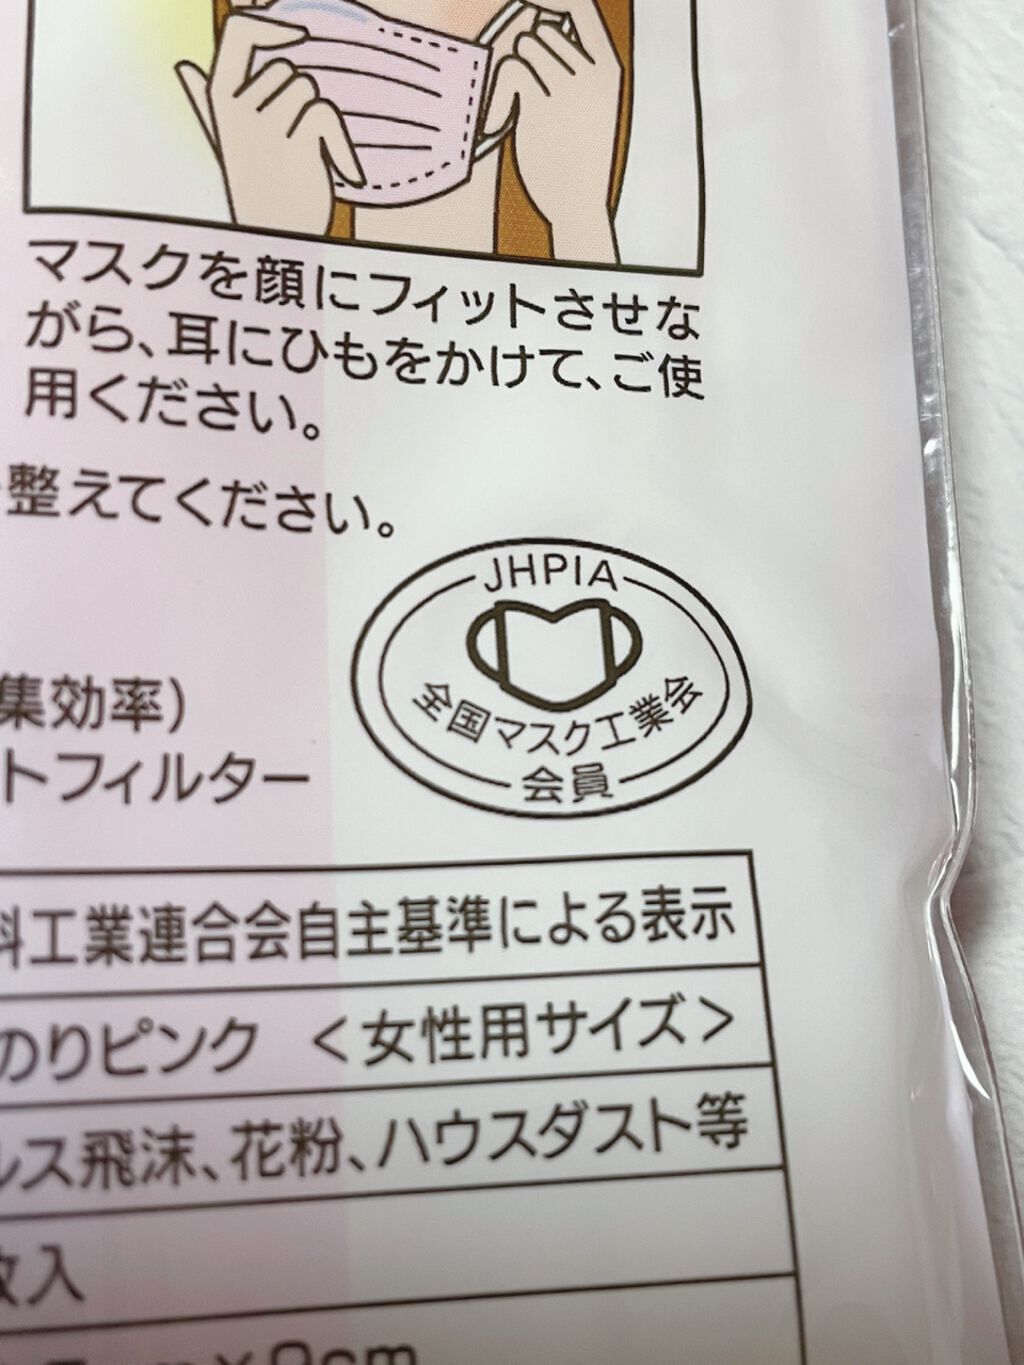 マスクを顔にフィットさせな
がら、耳にひもをかけて、ご使
用ください。
整えてください。
JHPIA
全国マスク工業会
会員
集効率)
トフィルター
料工業連合会自主基準による表示
のりピンク <女性用サイズ>
ルス飛沫、花粉、ハウスダスト等
枚入
×9cm